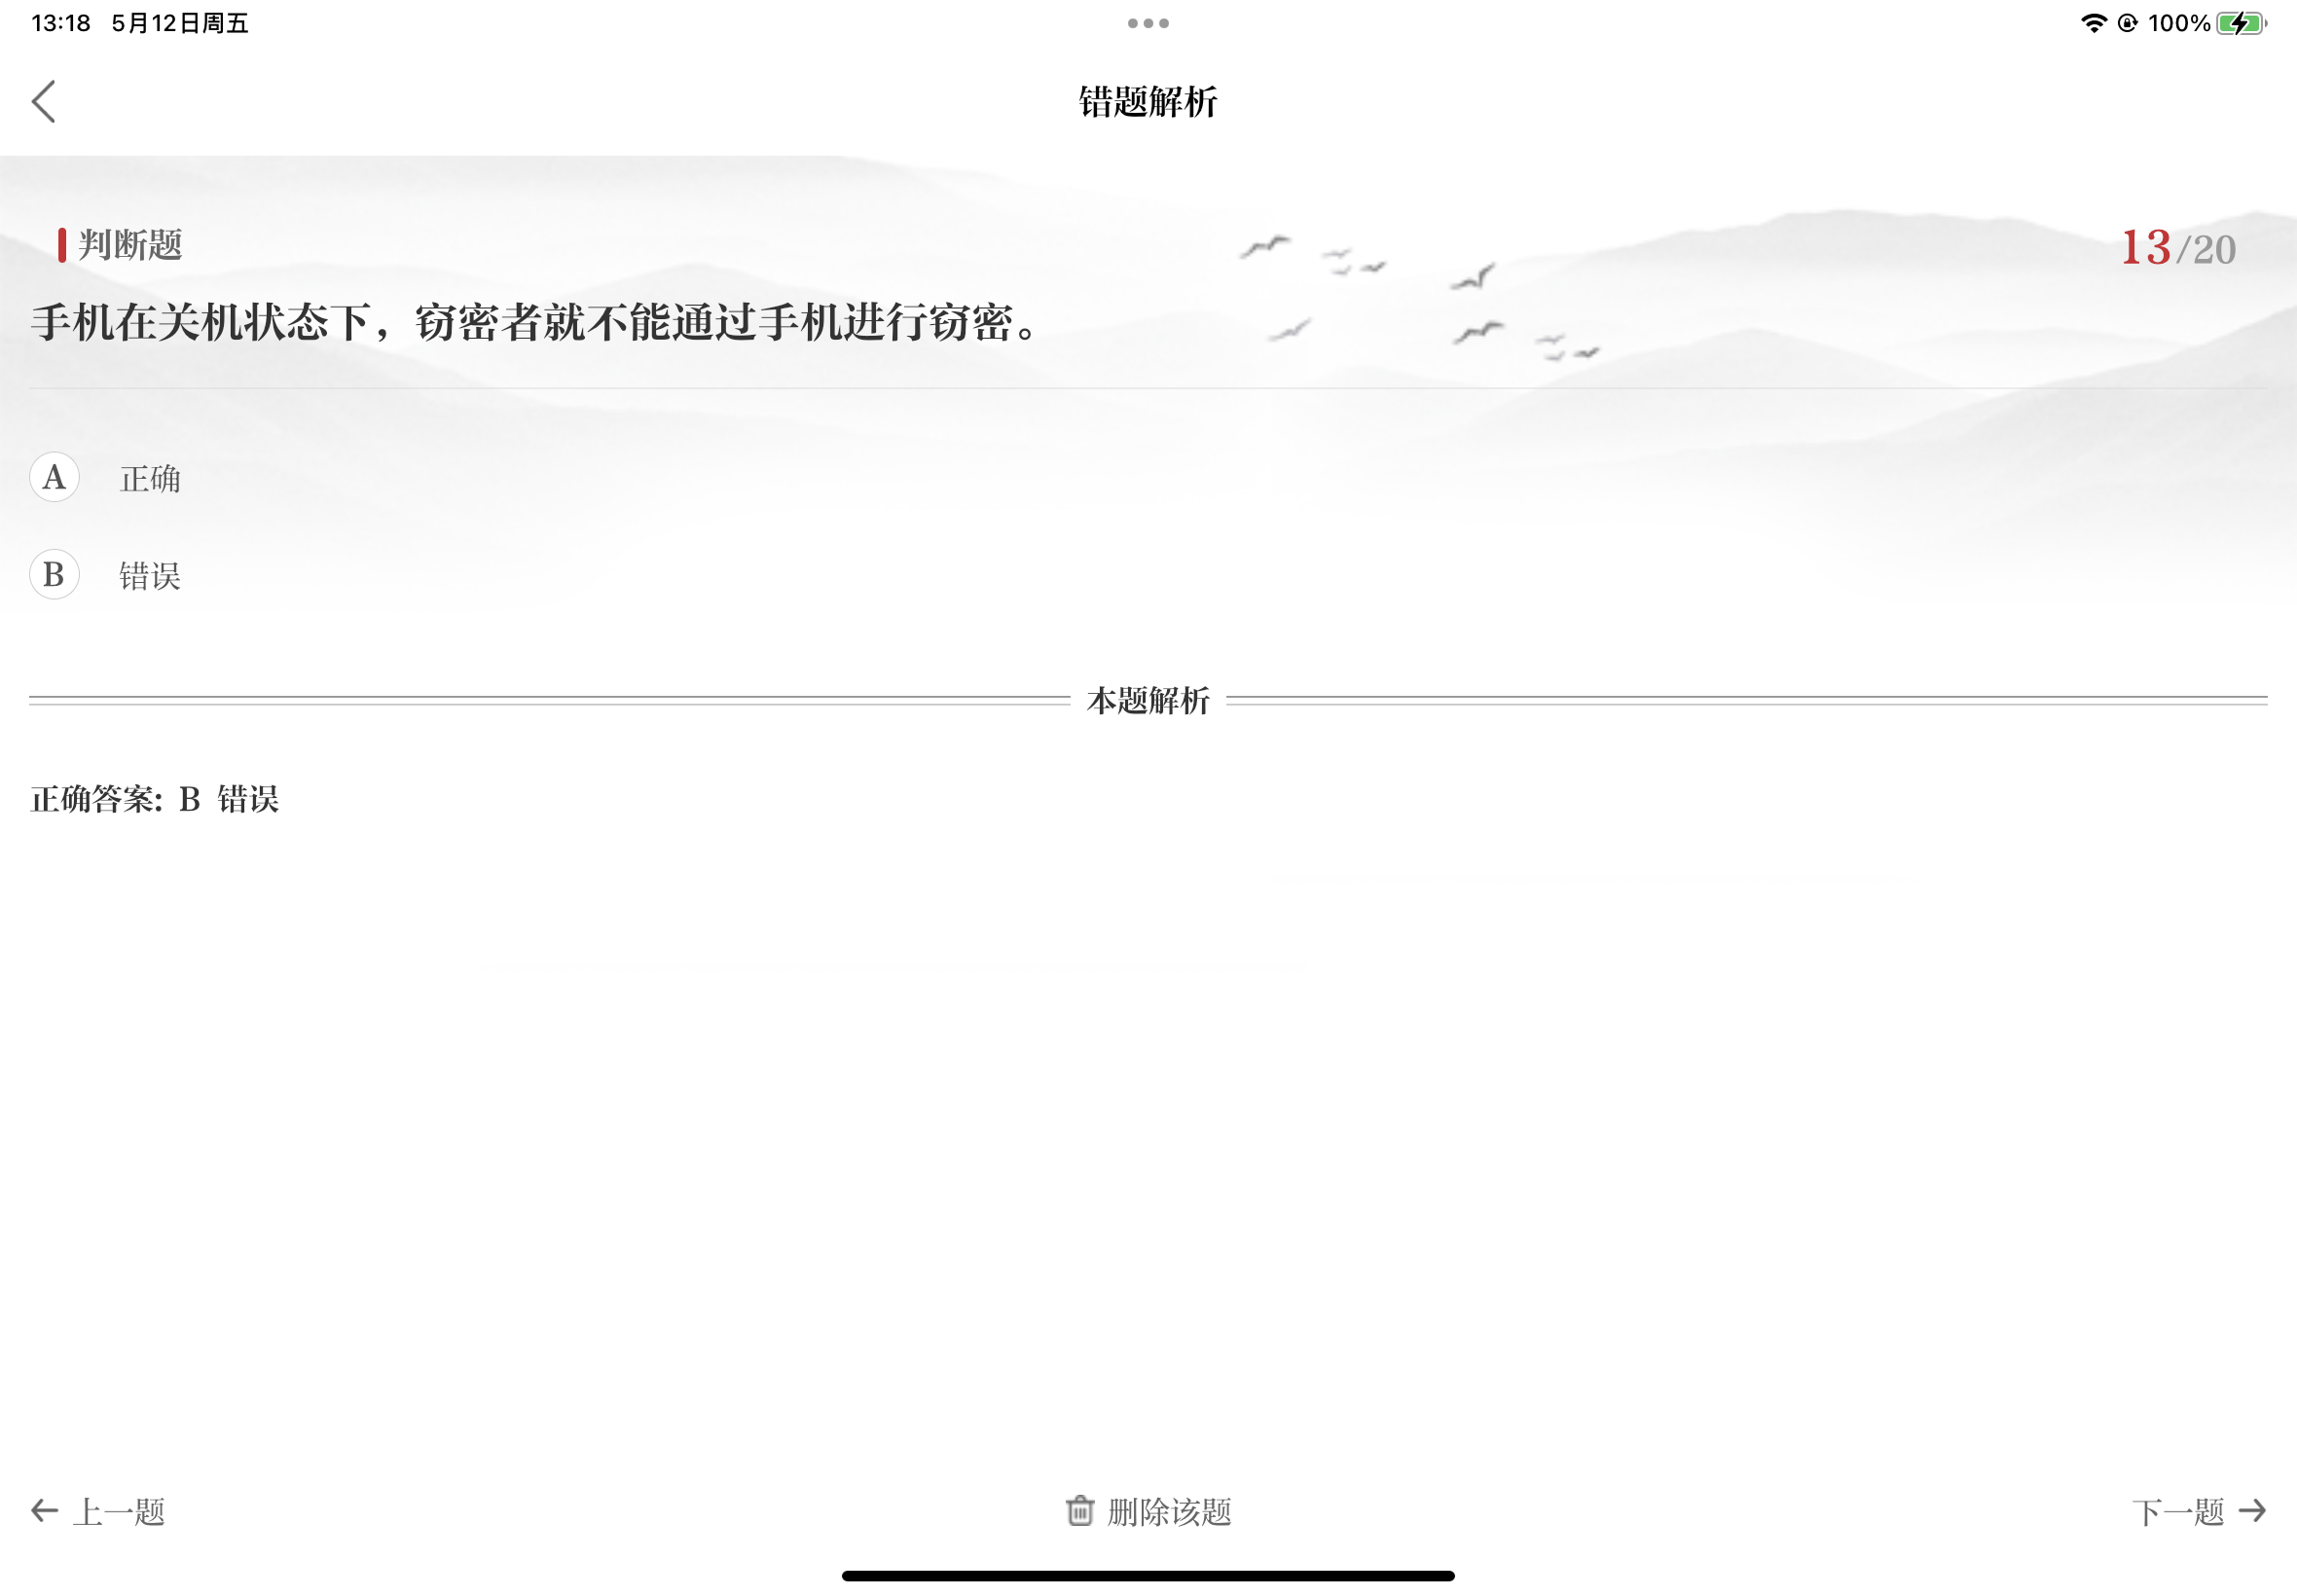 13:18 5月12日周五
100%
错题解析
判断题
13/20
手机在关机状态下，窃密者就不能通过手机进行窃密。
A 正确
B 错误
本题解析
正确答案: B 错误
上一题
删除该题
下一题